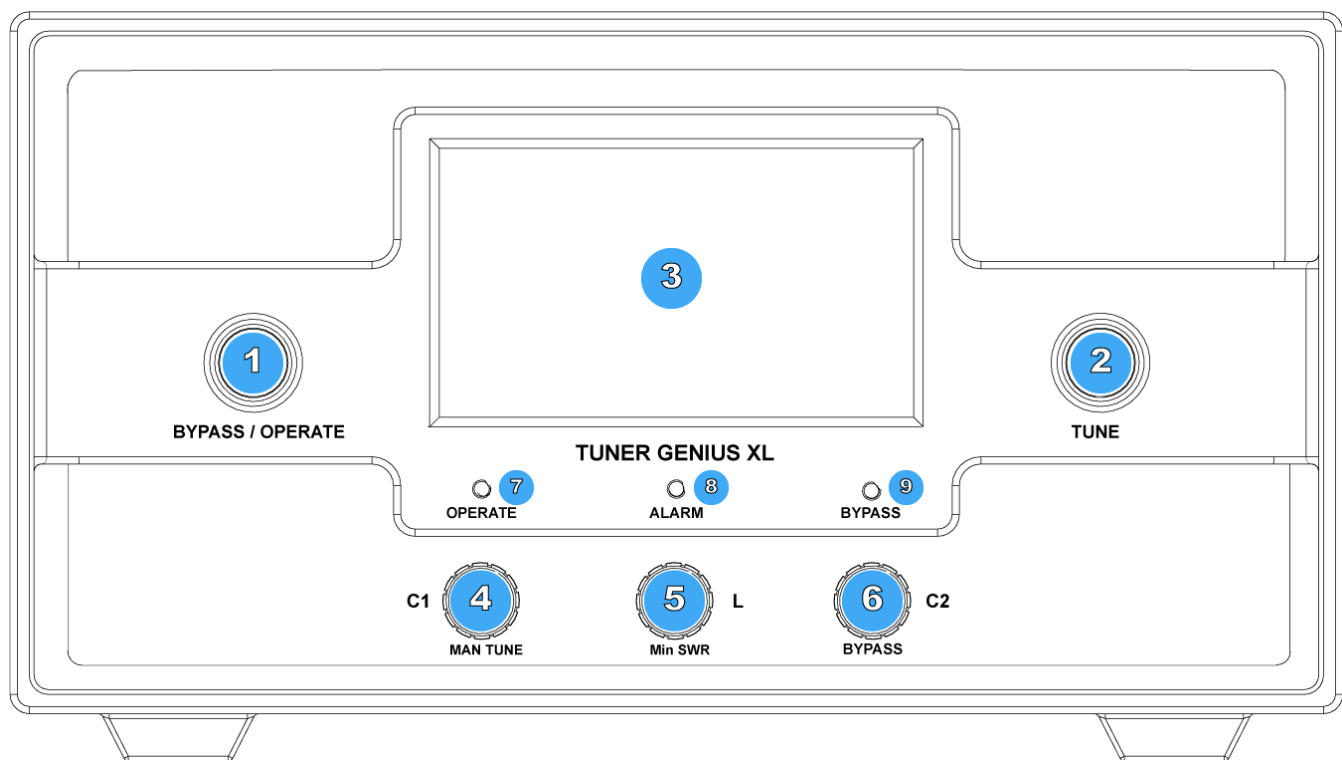 3
1
2
BYPASS / OPERATE
TUNE
TUNER GENIUS XL
7
8
9
OPERATE
ALARM
BYPASS
C1 4 5 L 6 C2
MAN TUNE
Min SWR
BYPASS